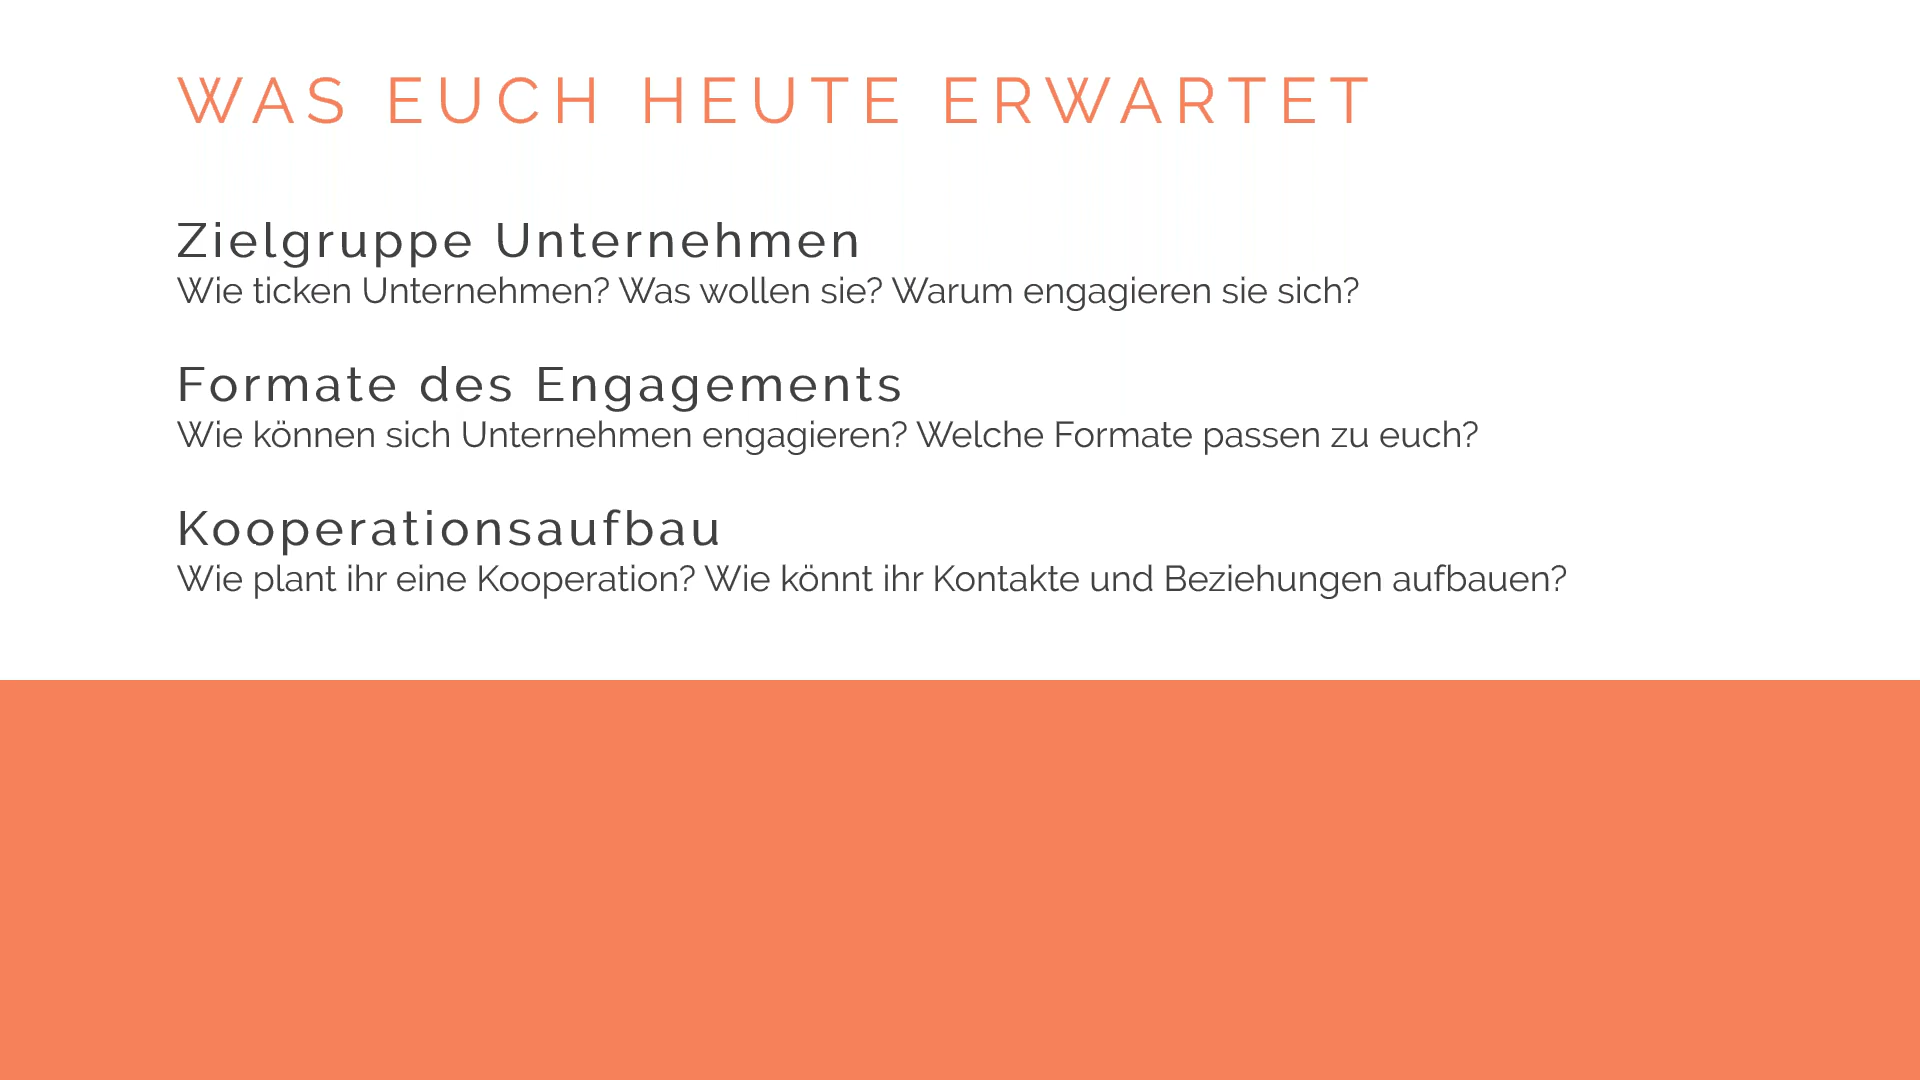 WAS EUCH HEUTE ERWARTET
Zielgruppe Unternehmen
Wie ticken Unternehmen? Was wollen sie? Warum engagieren sie sich?
Formate des Engagements
Wie können sich Unternehmen engagieren? Welche Formate passen zu euch?
Kooperationsaufbau
Wie plant ihr eine Kooperation? Wie könnt ihr Kontakte und Beziehungen aufbauen?